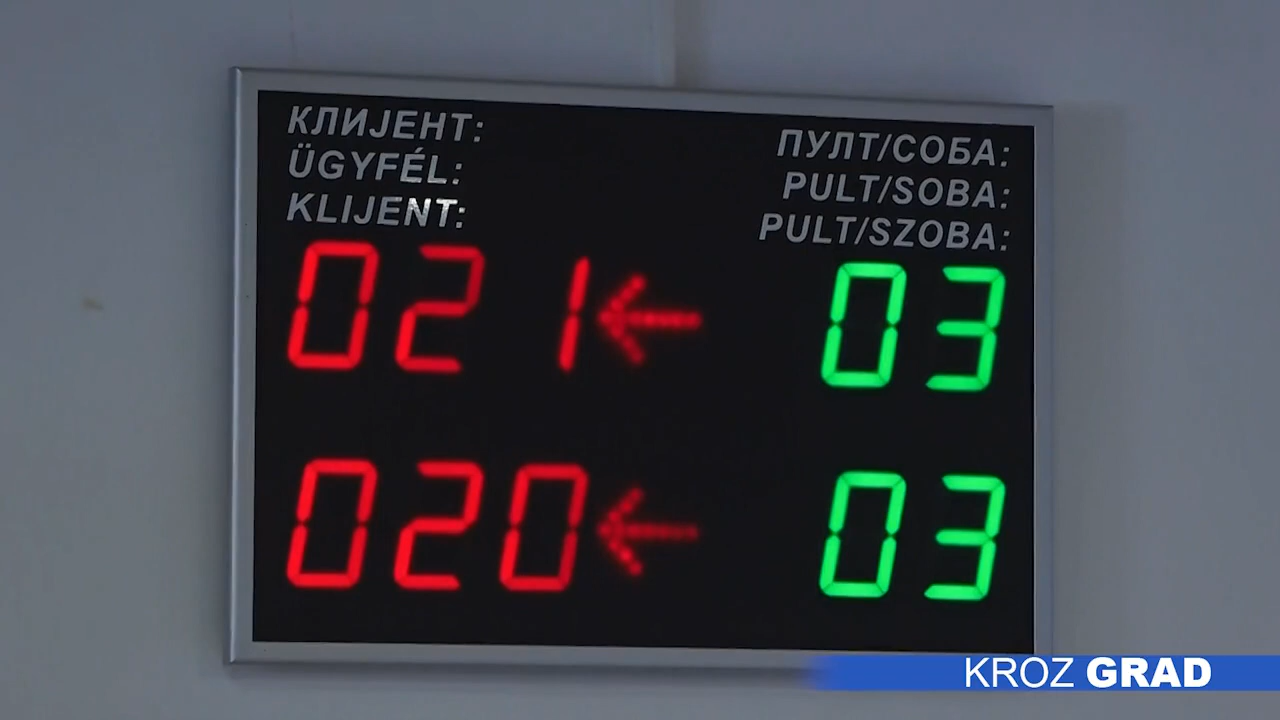 КЛИЈЕНТ:
ÜGYFÉL:
KLIJENT:
ПУЛТ/СОБА:
PULT/SOBA:
PULT/SZOBA:
021 ← 03
020 ← 03
KROZ GRAD